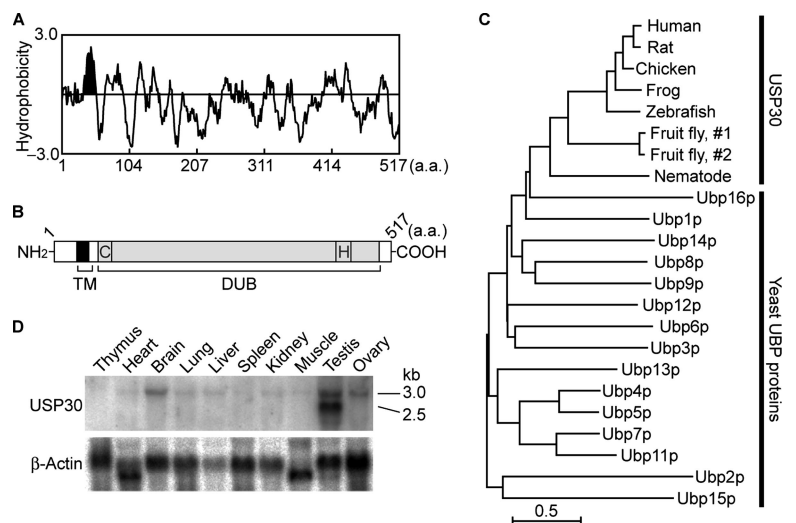 A
3.0
Hydrophobicity
–3.0
1 104 207 311 414 517 (a.a.)
B
1 517 (a.a.)
NH2 C H COOH
TM DUB
D
Thymus Heart Brain Lung Liver Spleen Kidney Muscle Testis Ovary
kb
USP30 3.0
2.5
β-Actin
C
Human
Rat
Chicken
Frog
Zebrafish
Fruit fly, #1
Fruit fly, #2
Nematode
USP30
Ubp16p
Ubp1p
Ubp14p
Ubp8p
Ubp9p
Ubp12p
Ubp6p
Ubp3p
Ubp13p
Ubp4p
Ubp5p
Ubp7p
Ubp11p
Ubp2p
Ubp15p
Yeast UBP proteins
0.5